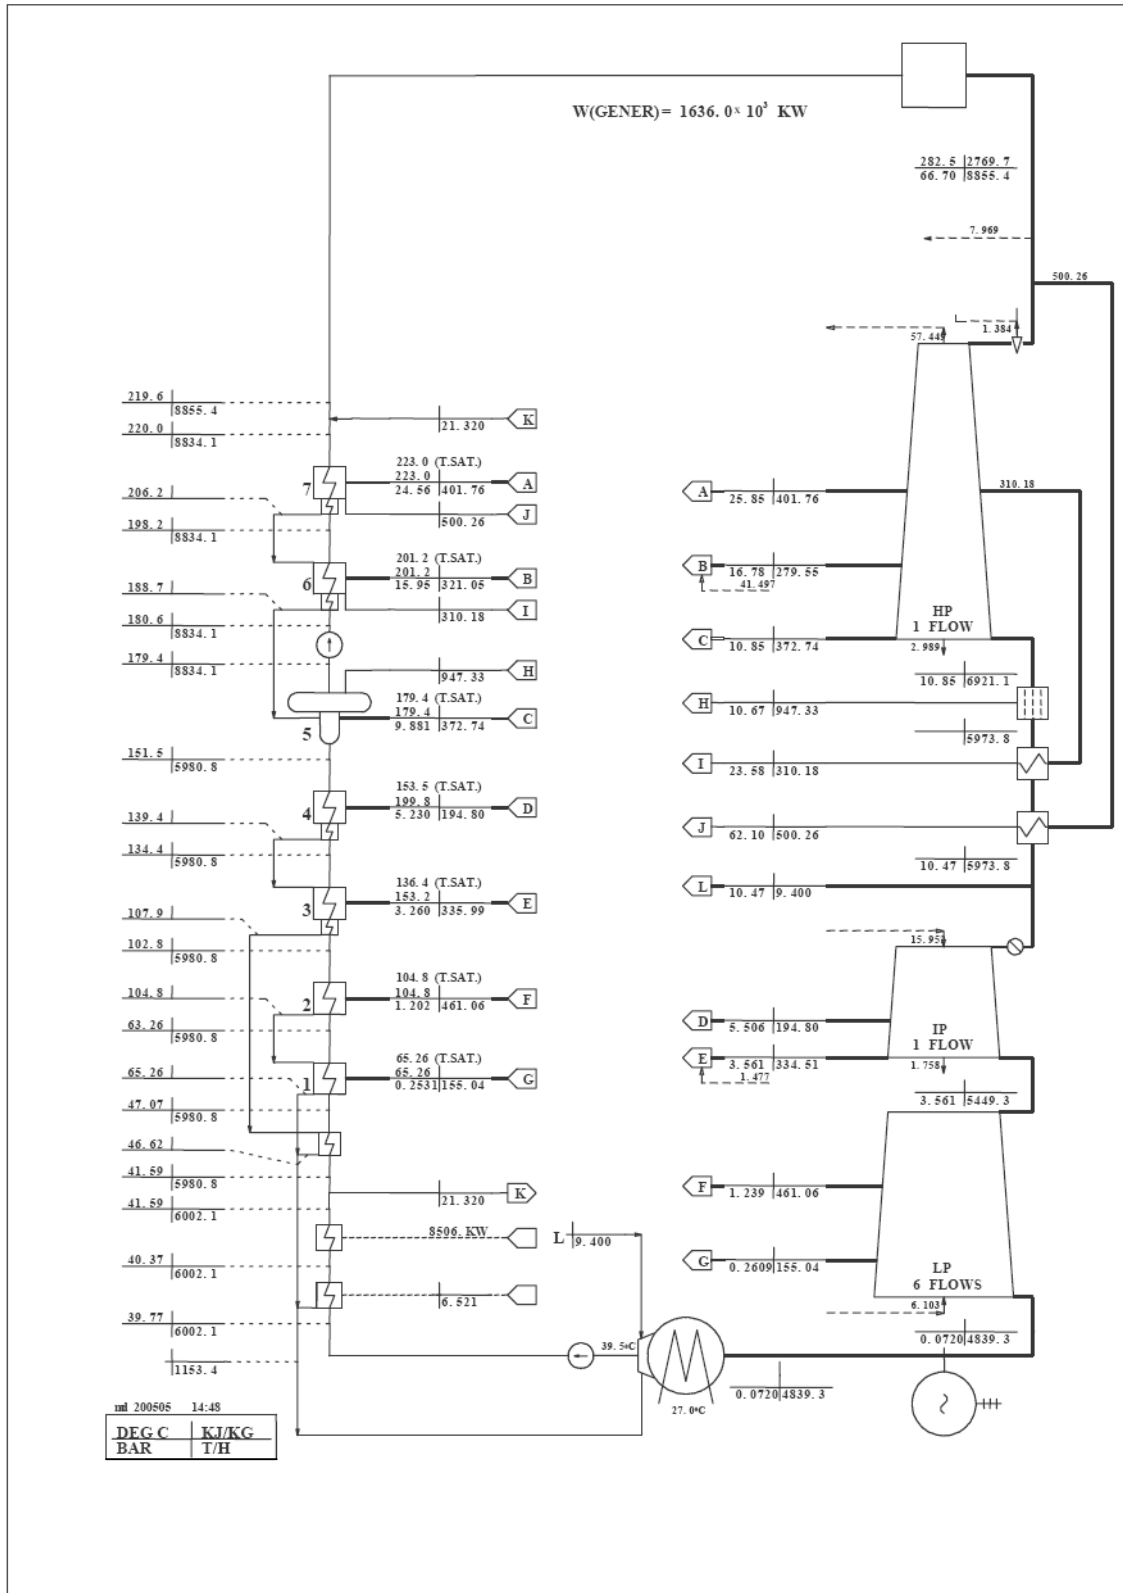 W(GENER)= 1636.0 x 10³ KW
282.5 2769.7
66.70 8855.4
7.969
500.26
1.384
57.449
219.6
8855.4
21.320 K
220.0
8834.1
223.0 (T.SAT.)
7 223.0
24.56 401.76 A
A 25.85 401.76
310.18
206.2
500.26 J
198.2
8834.1
201.2 (T.SAT.)
6 201.2
15.95 321.05 B
B 16.78 279.55
41.497
188.7
310.18 I
HP
1 FLOW
180.6
8834.1
C 10.85 372.74
2.989
179.4
8834.1
947.33 H
10.85 6921.1
179.4 (T.SAT.)
179.4
9.881 372.74 C
5
H 10.67 947.33
5973.8
151.5
5980.8
I 23.58 310.18
153.5 (T.SAT.)
4 199.8
5.230 194.80 D
139.4
J 62.10 500.26
134.4
5980.8
10.47 5973.8
136.4 (T.SAT.)
3 153.2
3.260 335.99 E
L 10.47 9.400
107.9
102.8
5980.8
15.952
104.8 (T.SAT.)
2 104.8
1.202 461.06 F
104.8
D 5.506 194.80
63.26
5980.8
IP
1 FLOW
65.26 (T.SAT.)
1 65.26
0.2531 155.04 G
E 3.561 334.51
1.477
1.758
65.26
3.561 5449.3
47.07
5980.8
46.62
41.59
5980.8
21.320 K
F 1.239 461.06
41.59
6002.1
8506. KW
L 9.400
G 0.2609 155.04
LP
6 FLOWS
40.37
6002.1
6.521
6.103
39.77
6002.1
39.5°C
0.0720 4839.3
1153.4
0.0720 4839.3
27.0°C
ml 200505 14:48
DEG C KJ/KG
BAR T/H